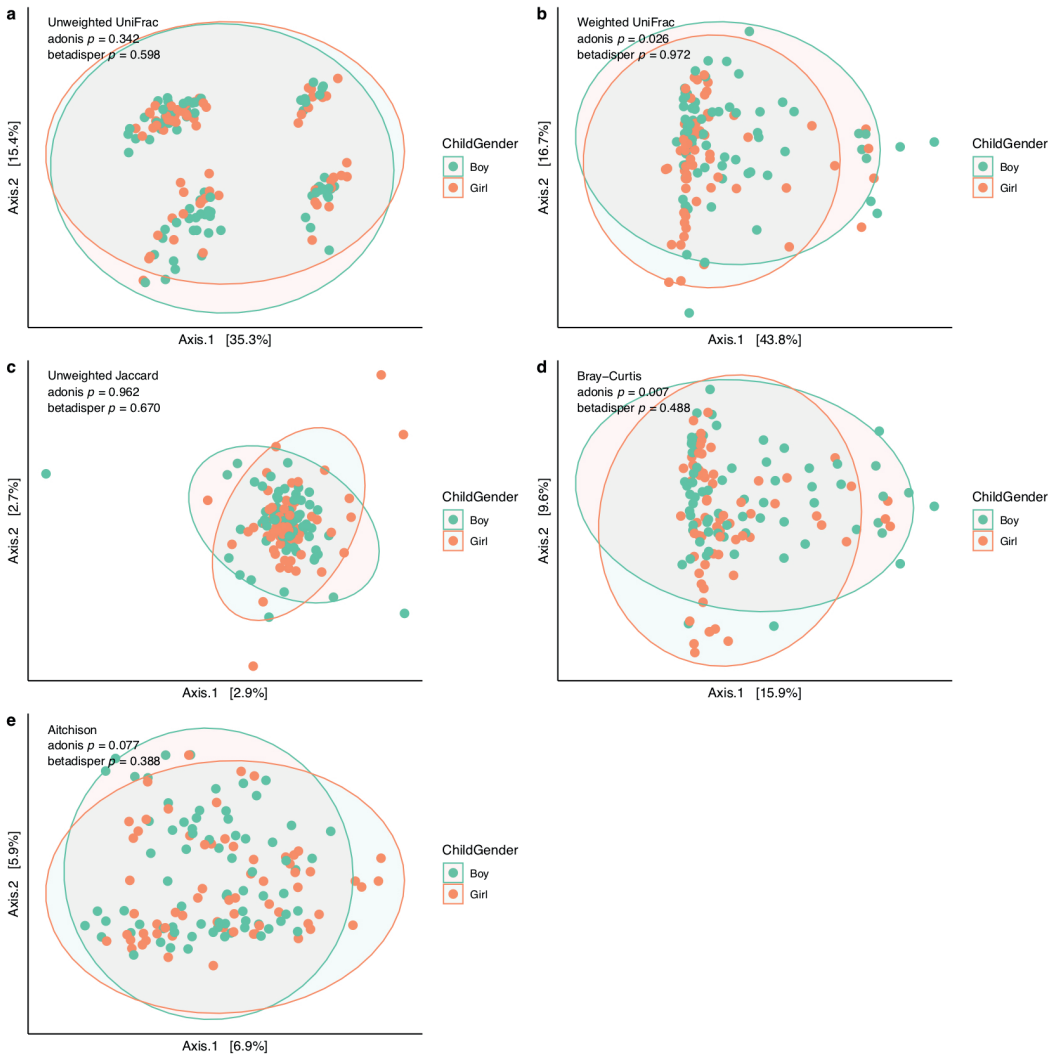 a
Unweighted UniFrac
adonis p = 0.342
betadisper p = 0.598
Axis.2 [15.4%]
Axis.1 [35.3%]
ChildGender
Boy
Girl
b
Weighted UniFrac
adonis p = 0.026
betadisper p = 0.972
Axis.2 [16.7%]
Axis.1 [43.8%]
ChildGender
Boy
Girl
c
Unweighted Jaccard
adonis p = 0.962
betadisper p = 0.670
Axis.2 [2.7%]
Axis.1 [2.9%]
ChildGender
Boy
Girl
d
Bray−Curtis
adonis p = 0.007
betadisper p = 0.488
Axis.2 [9.6%]
Axis.1 [15.9%]
ChildGender
Boy
Girl
e
Aitchison
adonis p = 0.077
betadisper p = 0.388
Axis.2 [5.9%]
Axis.1 [6.9%]
ChildGender
Boy
Girl